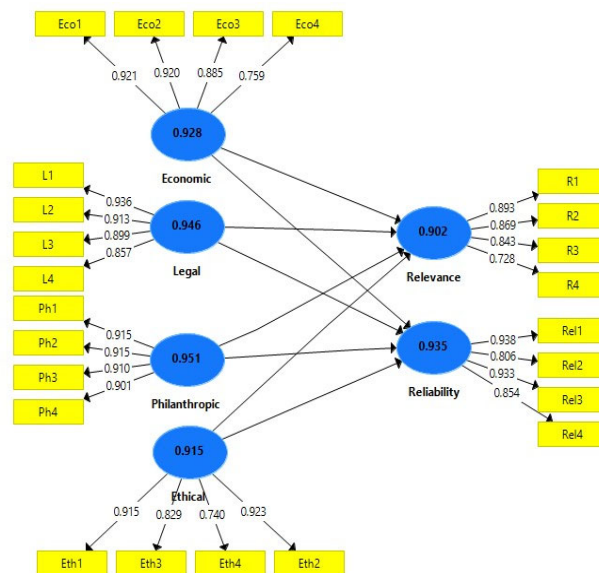 Eco1 Eco2 Eco3 Eco4
0.921 0.920 0.885 0.759
0.928
Economic
L1
L2
L3
L4
0.936
0.913
0.899
0.857
0.946
Legal
Ph1
Ph2
Ph3
Ph4
0.915
0.915
0.910
0.901
0.951
Philanthropic
0.915
Ethical
0.915 0.829 0.740 0.923
Eth1 Eth3 Eth4 Eth2
0.902
Relevance
0.893
0.869
0.843
0.728
R1
R2
R3
R4
0.935
Reliability
0.938
0.806
0.933
0.854
Rel1
Rel2
Rel3
Rel4